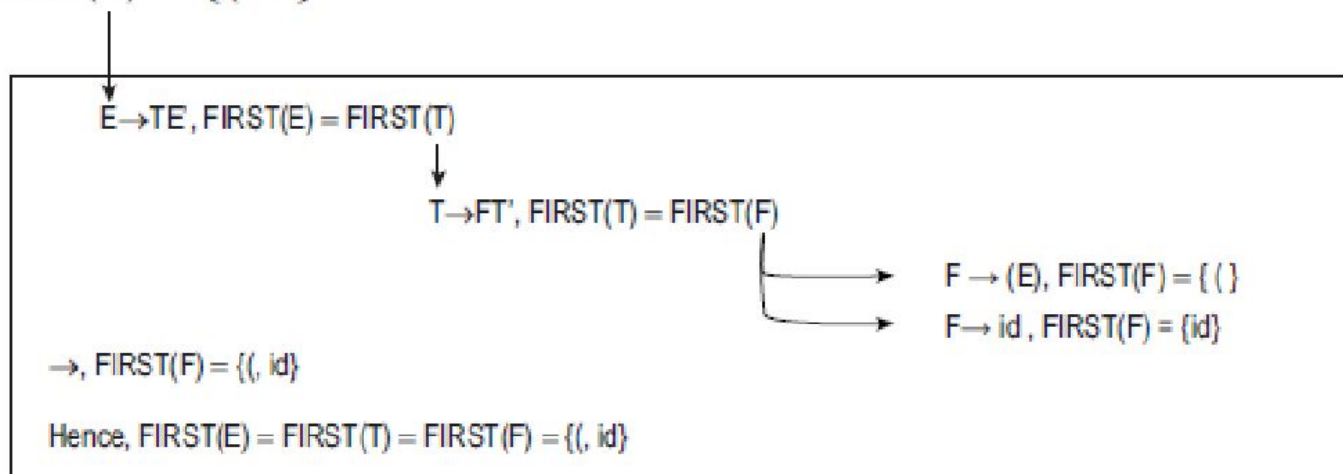 E→TE', FIRST(E) = FIRST(T)
T→FT', FIRST(T) = FIRST(F)
F → (E), FIRST(F) = { ( }
F→ id , FIRST(F) = {id}
→, FIRST(F) = {(, id}
Hence, FIRST(E) = FIRST(T) = FIRST(F) = {(, id}